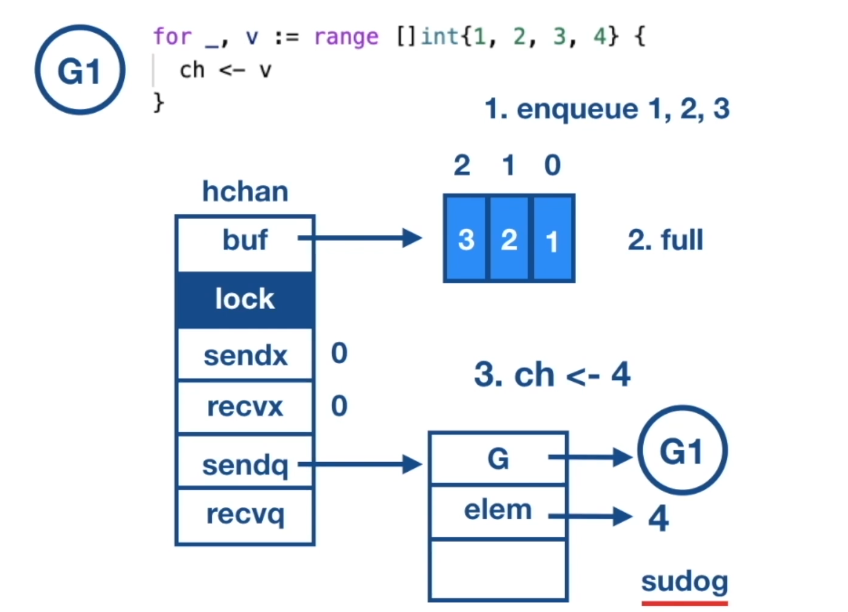 for _, v := range []int{1, 2, 3, 4} {
G1
ch <- v
}
1. enqueue 1, 2, 3
2 1 0
hchan
buf
3 2 1
2. full
lock
sendx 0
3. ch <- 4
recvx 0
G
G1
sendq
elem
4
recvq
sudog